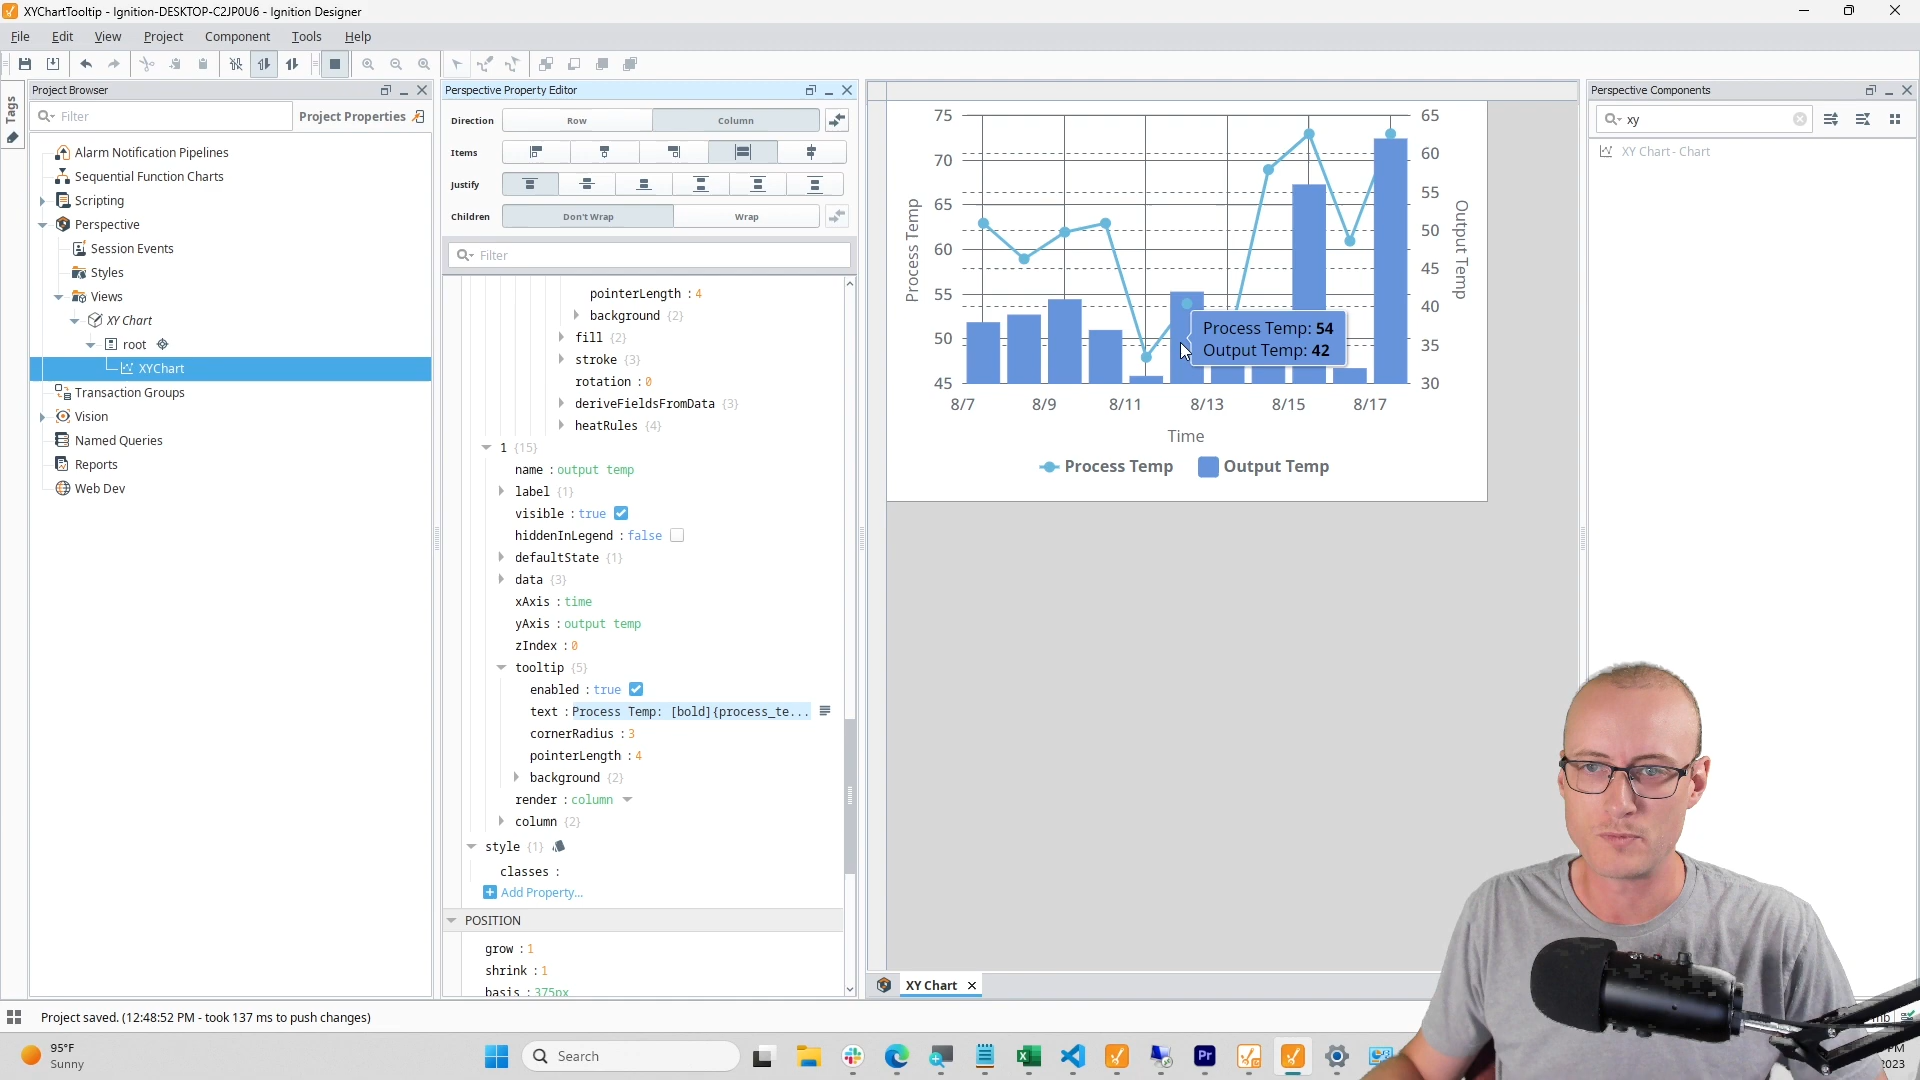 XYChartTooltip - Ignition-DESKTOP-C2JP0U6 - Ignition Designer
File Edit View Project Component Tools Help
Tags
Project Browser
Filter
Project Properties
Alarm Notification Pipelines
Sequential Function Charts
Scripting
Perspective
Session Events
Styles
Views
XY Chart
root
XYChart
Transaction Groups
Vision
Named Queries
Reports
Web Dev
Perspective Property Editor
Direction Row Column
Items
Justify
Children Don't Wrap Wrap
Filter
pointerLength : 4
background {2}
fill {2}
stroke {3}
rotation : 0
deriveFieldsFromData {3}
heatRules {4}
1 {15}
name : output temp
label {1}
visible : true
hiddenInLegend : false
defaultState {1}
data {3}
xAxis : time
yAxis : output temp
zIndex : 0
tooltip {5}
enabled : true
text : Process Temp: [bold]{process_te...
cornerRadius : 3
pointerLength : 4
background {2}
render : column
column {2}
style {1}
classes :
Add Property...
POSITION
grow : 1
shrink : 1
basis : 375px
75
70
65
60
55
50
45
Process Temp
65
60
55
50
45
40
35
30
Output Temp
Process Temp: 54
Output Temp: 42
8/7 8/9 8/11 8/13 8/15 8/17
Time
Process Temp Output Temp
XY Chart
Perspective Components
xy
XY Chart - Chart
Project saved. (12:48:52 PM - took 137 ms to push changes)
mb
95°F
Sunny
Search
Pr
PM
2023